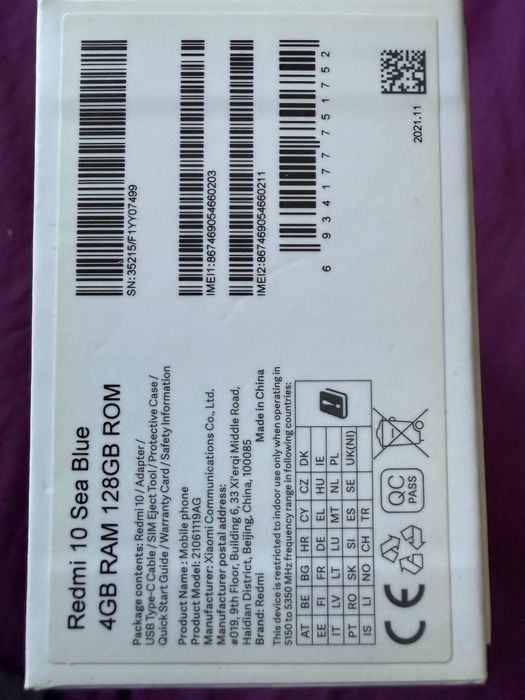 Redmi 10 Sea Blue
4GB RAM 128GB ROM
Package contents: Redmi 10 / Adapter /
USB Type-C Cable / SIM Eject Tool / Protective Case /
Quick Start Guide / Warranty Card / Safety Information
Product Name: Mobile phone
Product Model: 21061119AG
Manufacturer: Xiaomi Communications Co., Ltd.
Manufacturer postal address:
#019, 9th Floor, Building 6, 33 Xi'erqi Middle Road,
Haidian District, Beijing, China, 100085
Brand: Redmi Made in China
This device is restricted to indoor use only when operating in
5150 to 5350 MHz frequency range in following countries:
AT BE BG HR CY CZ DK
EE FI FR DE EL HU IE
IT LV LT LU MT NL PL
PT RO SK SI ES SE UK(NI)
IS LI NO CH TR
CE
QC
PASS
SN:35215/F1YY07499
IMEI1:867469054660203
IMEI2:867469054660211
6 934177 751752
2021.11